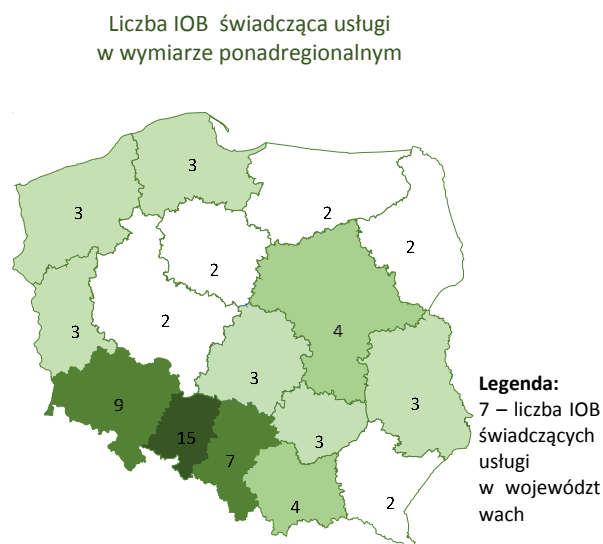 Liczba IOB świadcząca usługi
w wymiarze ponadregionalnym
3
3
2
2
2
2
3
4
3
3
9
15
7
3
4
2
Legenda:
7 – liczba IOB
świadczących
usługi
w województ
wach